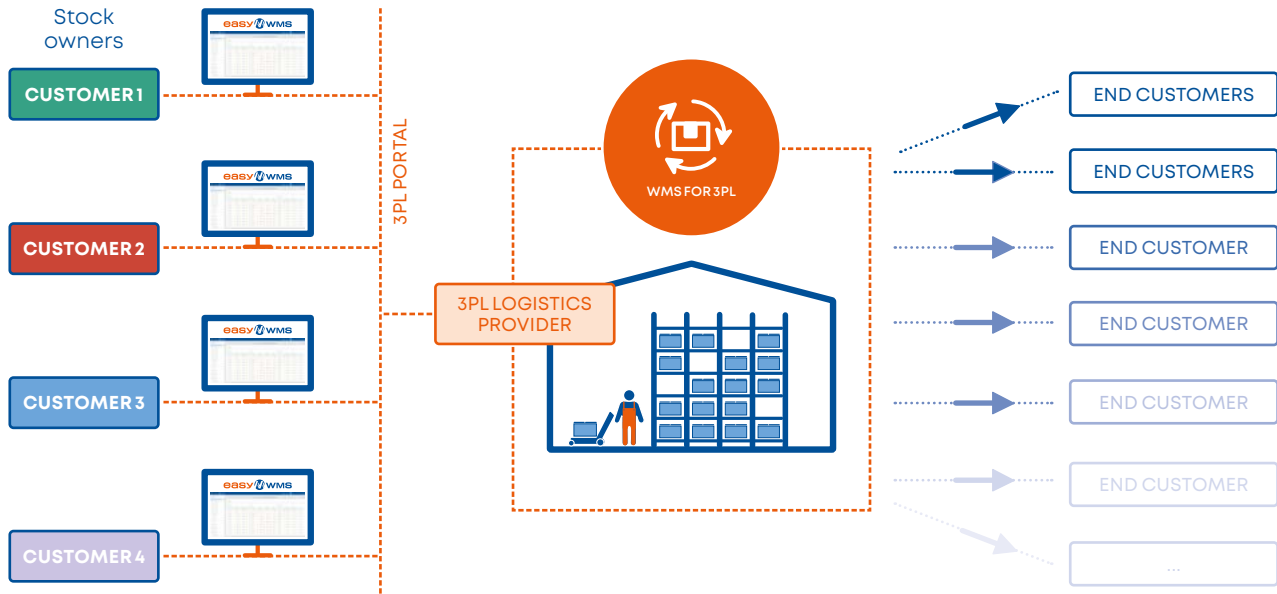 Stock
owners
easy WMS
CUSTOMER 1
easy WMS
CUSTOMER 2
easy WMS
CUSTOMER 3
easy WMS
CUSTOMER 4
3PL PORTAL
WMS FOR 3PL
3PL LOGISTICS
PROVIDER
END CUSTOMERS
END CUSTOMERS
END CUSTOMER
END CUSTOMER
END CUSTOMER
END CUSTOMER
...